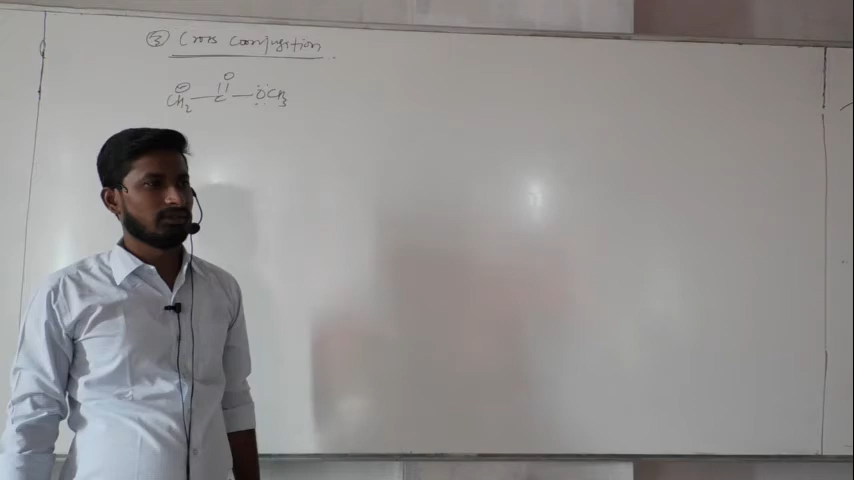 ③ Cross Conjugation
O
⊖
CH₂ — C — ÖCH₃